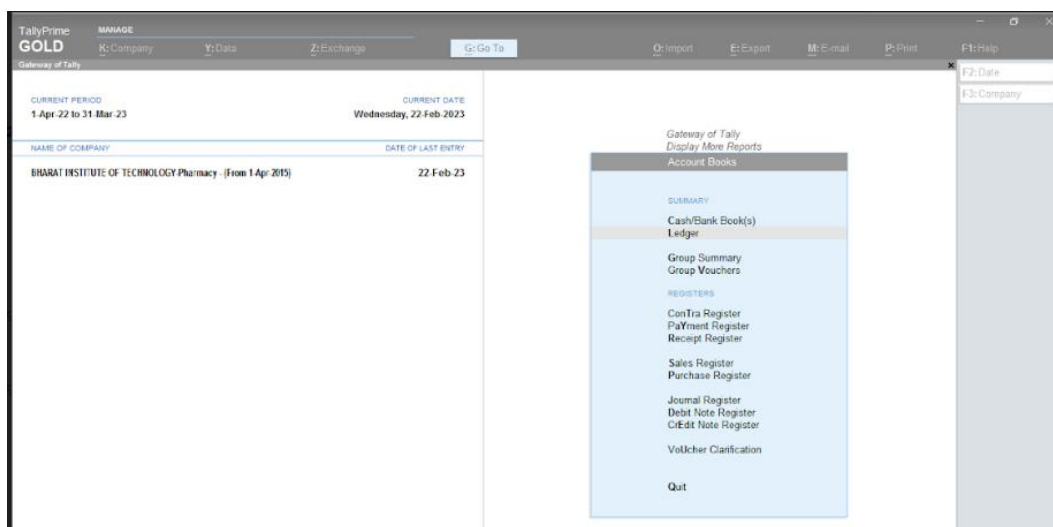 TallyPrime
GOLD
MANAGE
K: Company
Y: Data
Z: Exchange
G: Go To
O: Import
E: Export
M: E-mail
P: Print
F1: Help
Gateway of Tally
F2: Date
F3: Company
CURRENT PERIOD
CURRENT DATE
1-Apr-22 to 31-Mar-23
Wednesday, 22-Feb-2023
NAME OF COMPANY
DATE OF LAST ENTRY
BHARAT INSTITUTE OF TECHNOLOGY-Pharmacy - (From 1-Apr-2015)
22-Feb-23
Gateway of Tally
Display More Reports
Account Books
SUMMARY
Cash/Bank Book(s)
Ledger
Group Summary
Group Vouchers
REGISTERS
ConTra Register
PaYment Register
Receipt Register
Sales Register
Purchase Register
Journal Register
Debit Note Register
CrEdit Note Register
VoUcher Clarification
Quit